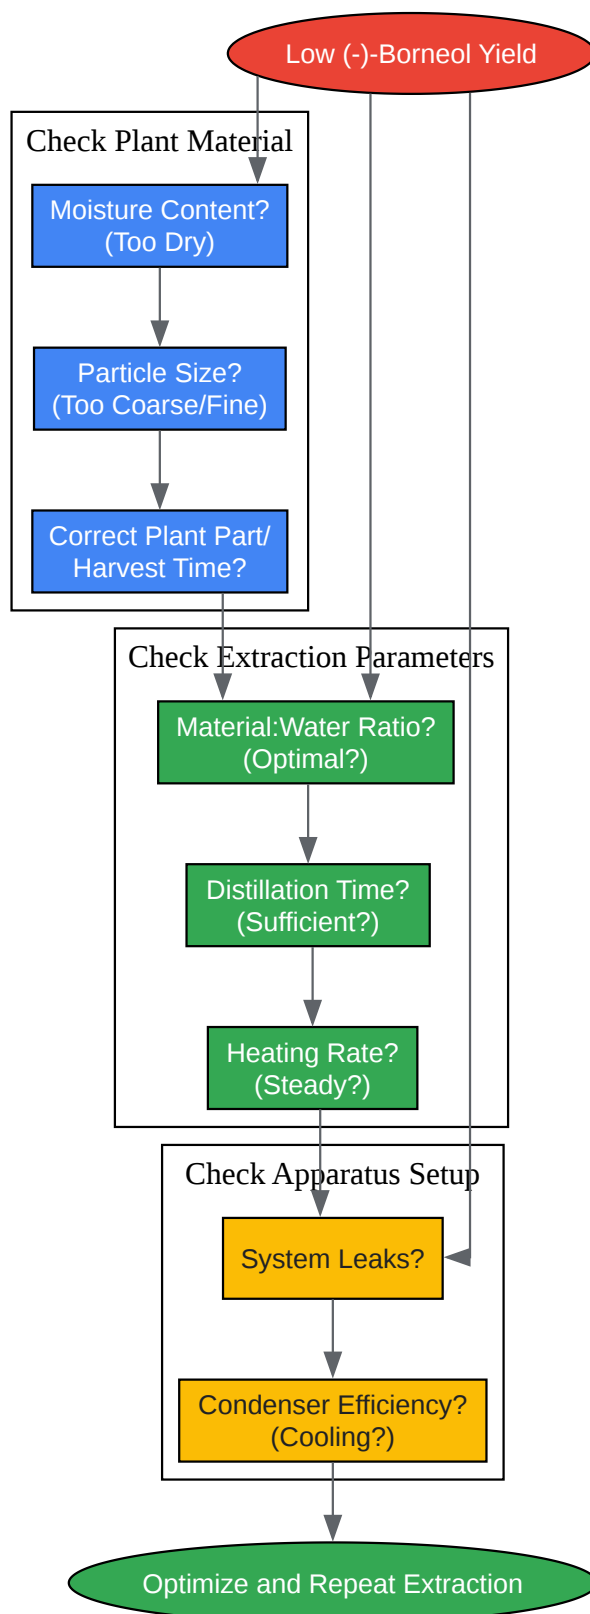 Low (-)-Borneol Yield
Check Plant Material
Moisture Content?
(Too Dry)
Particle Size?
(Too Coarse/Fine)
Correct Plant Part/
Harvest Time?
Check Extraction Parameters
Material:Water Ratio?
(Optimal?)
Distillation Time?
(Sufficient?)
Heating Rate?
(Steady?)
Check Apparatus Setup
System Leaks?
Condenser Efficiency?
(Cooling?)
Optimize and Repeat Extraction